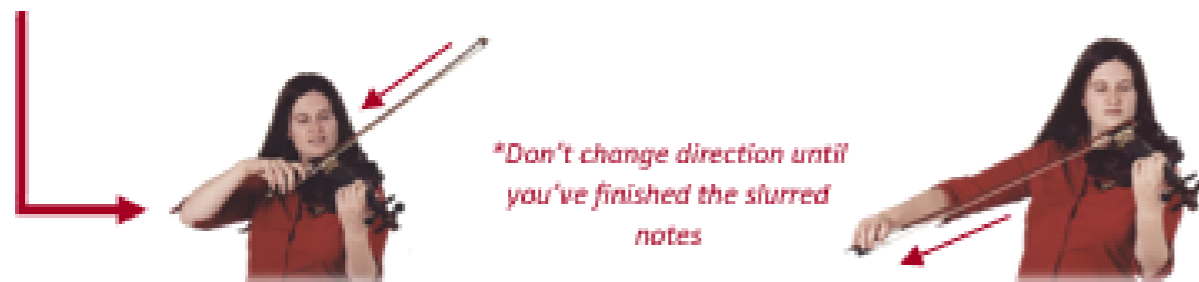 *Don't change direction until
you've finished the slurred
notes